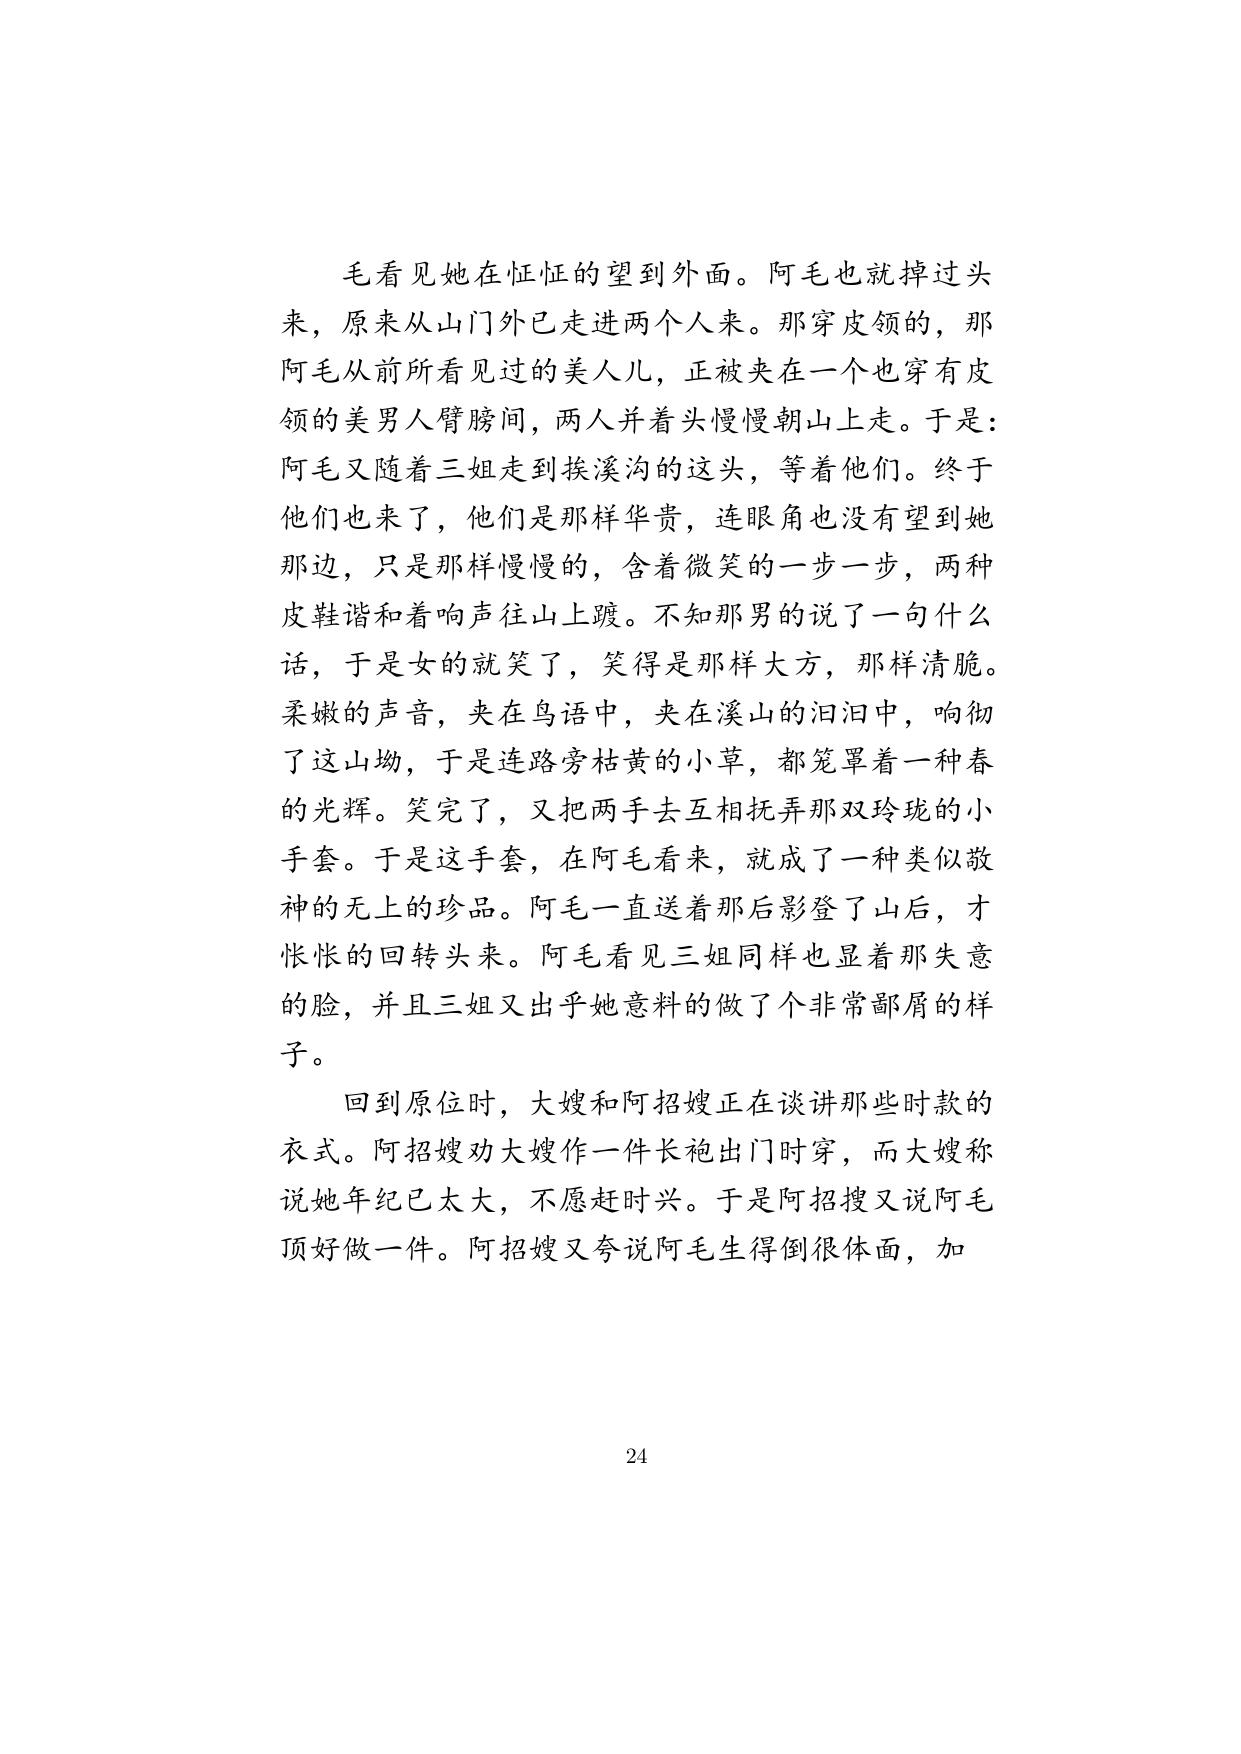 毛看见她在怔怔的望到外面。阿毛也就掉过头
来，原来从山门外已走进两个人来。那穿皮领的，那
阿毛从前所看见过的美人儿，正被夹在一个也穿有皮
领的美男人臂膀间，两人并着头慢慢朝山上走。于是：
阿毛又随着三姐走到挨溪沟的这头，等着他们。终于
他们也来了，他们是那样华贵，连眼角也没有望到她
那边，只是那样慢慢的，含着微笑的一步一步，两种
皮鞋谐和着响声往山上踱。不知那男的说了一句什么
话，于是女的就笑了，笑得是那样大方，那样清脆。
柔嫩的声音，夹在鸟语中，夹在溪山的汩汩中，响彻
了这山坳，于是连路旁枯黄的小草，都笼罩着一种春
的光辉。笑完了，又把两手去互相抚弄那双玲珑的小
手套。于是这手套，在阿毛看来，就成了一种类似敬
神的无上的珍品。阿毛一直送着那后影登了山后，才
怅怅的回转头来。阿毛看见三姐同样也显着那失意
的脸，并且三姐又出乎她意料的做了个非常鄙屑的样
子。
回到原位时，大嫂和阿招嫂正在谈讲那些时款的
衣式。阿招嫂劝大嫂作一件长袍出门时穿，而大嫂称
说她年纪已太大，不愿赶时兴。于是阿招搜又说阿毛
顶好做一件。阿招嫂又夸说阿毛生得倒很体面，加
24